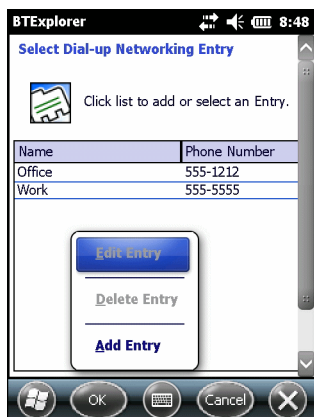 BTExplorer 8:48
Select Dial-up Networking Entry
Click list to add or select an Entry.
Name Phone Number
Office 555-1212
Work 555-5555
Edit Entry
Delete Entry
Add Entry
OK Cancel